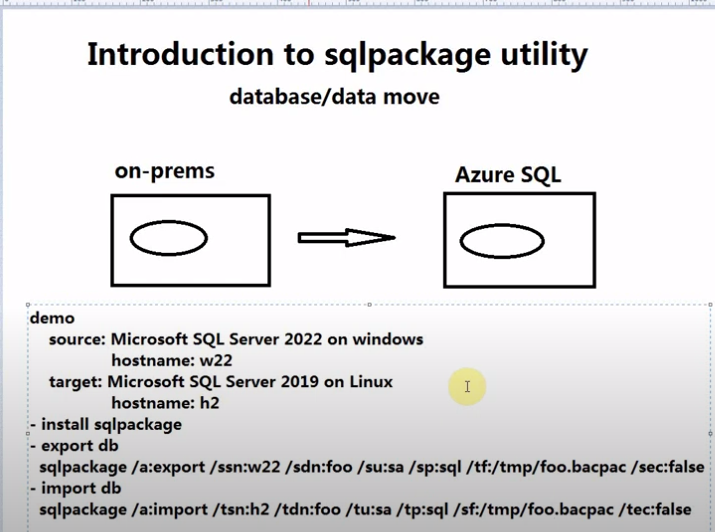 Introduction to sqlpackage utility
database/data move
on-prems
Azure SQL
demo
source: Microsoft SQL Server 2022 on windows
hostname: w22
target: Microsoft SQL Server 2019 on Linux
hostname: h2
- install sqlpackage
- export db
sqlpackage /a:export /ssn:w22 /sdn:foo /su:sa /sp:sql /tf:/tmp/foo.bacpac /sec:false
- import db
sqlpackage /a:import /tsn:h2 /tdn:foo /tu:sa /tp:sql /sf:/tmp/foo.bacpac /tec:false